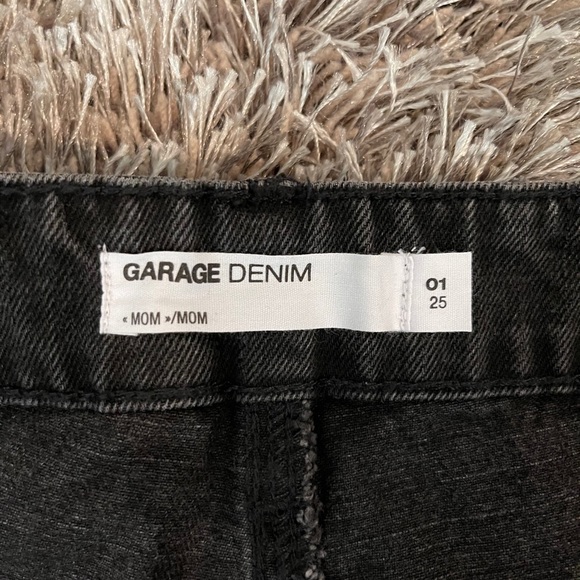 GARAGE DENIM
« MOM »/MOM
01
25